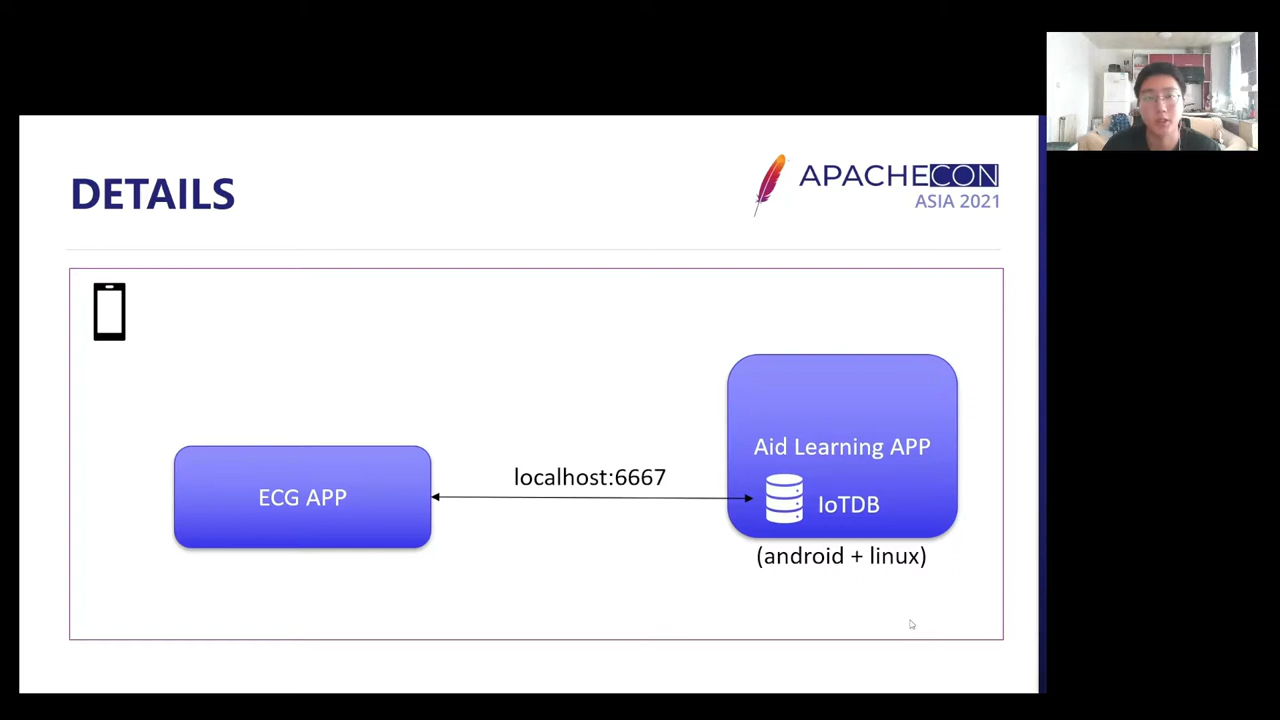 DETAILS
APACHECON
ASIA 2021
Aid Learning APP
localhost:6667
ECG APP
IoTDB
(android + linux)